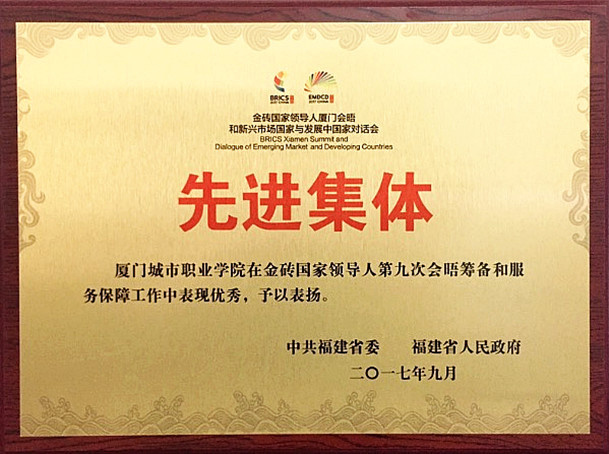 BRICS EMDCD
2017 CHINA 2017 CHINA
金砖国家领导人厦门会晤
和新兴市场国家与发展中国家对话会
BRICS Xiamen Summit and
Dialogue of Emerging Market and Developing Countries
先进集体
厦门城市职业学院在金砖国家领导人第九次会晤筹备和服
务保障工作中表现优秀，予以表扬。
中共福建省委 福建省人民政府
二〇一七年九月